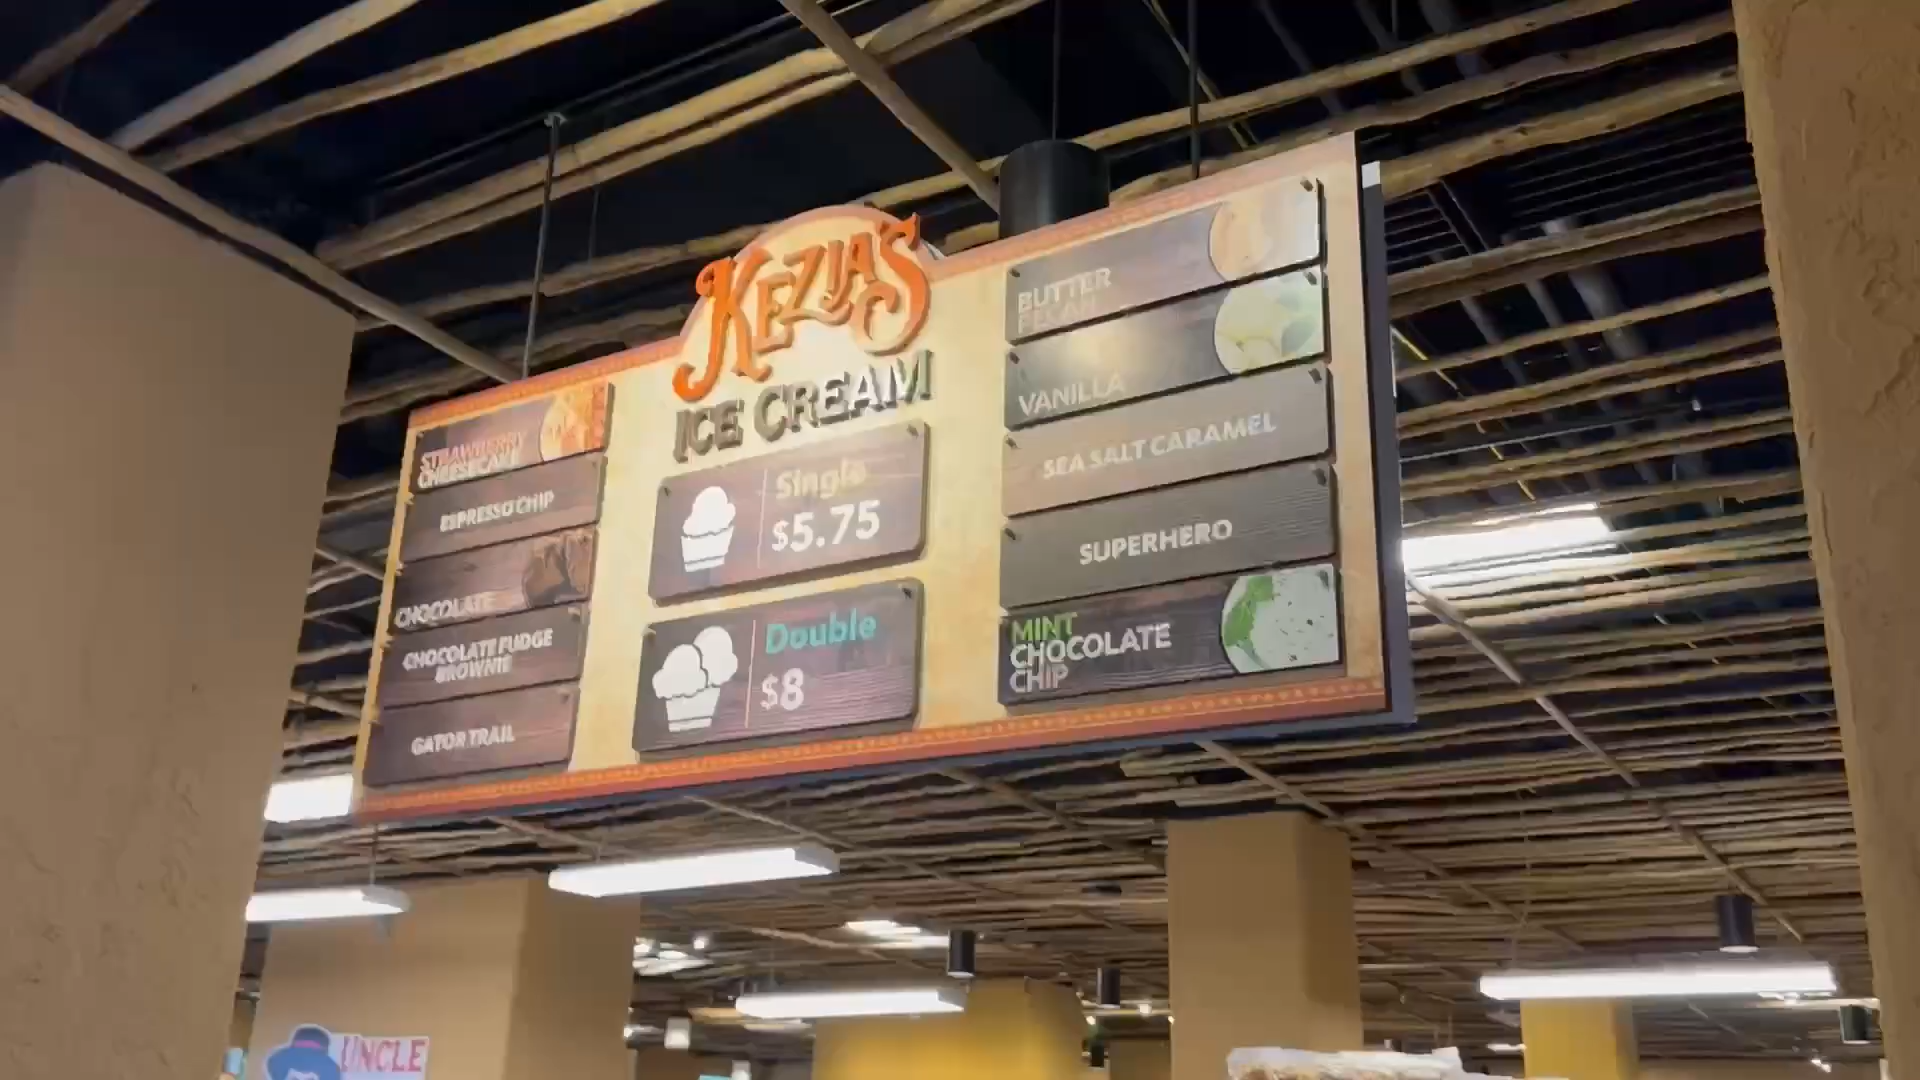 KEZIA'S
ICE CREAM
STRAWBERRY
CHEESECAKE
ESPRESSO CHIP
CHOCOLATE
CHOCOLATE FUDGE
BROWNIE
GATOR TRAIL
Single
$5.75
Double
$8
BUTTER
PECAN
VANILLA
SEA SALT CARAMEL
SUPERHERO
MINT
CHOCOLATE
CHIP
UNCLE